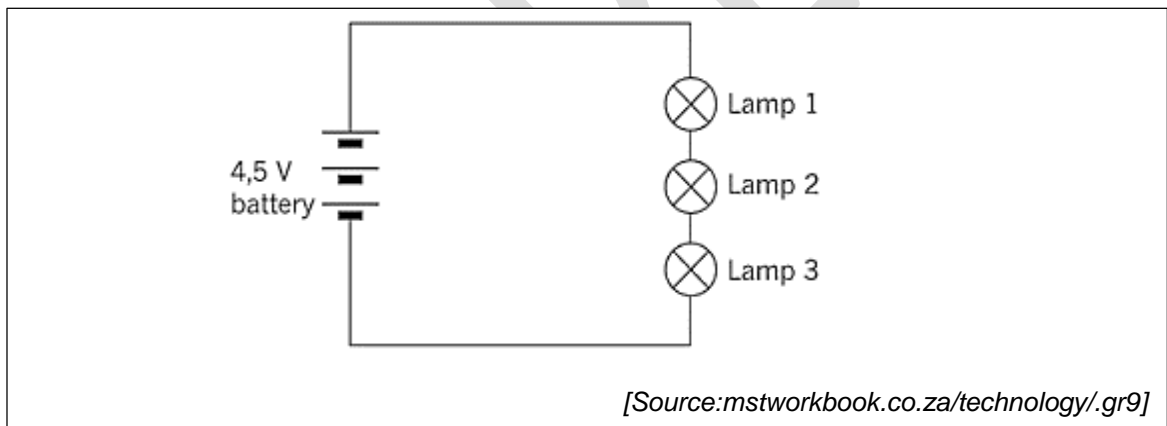 Lamp 1
4,5 V
battery
Lamp 2
Lamp 3
[Source:mstworkbook.co.za/technology/.gr9]